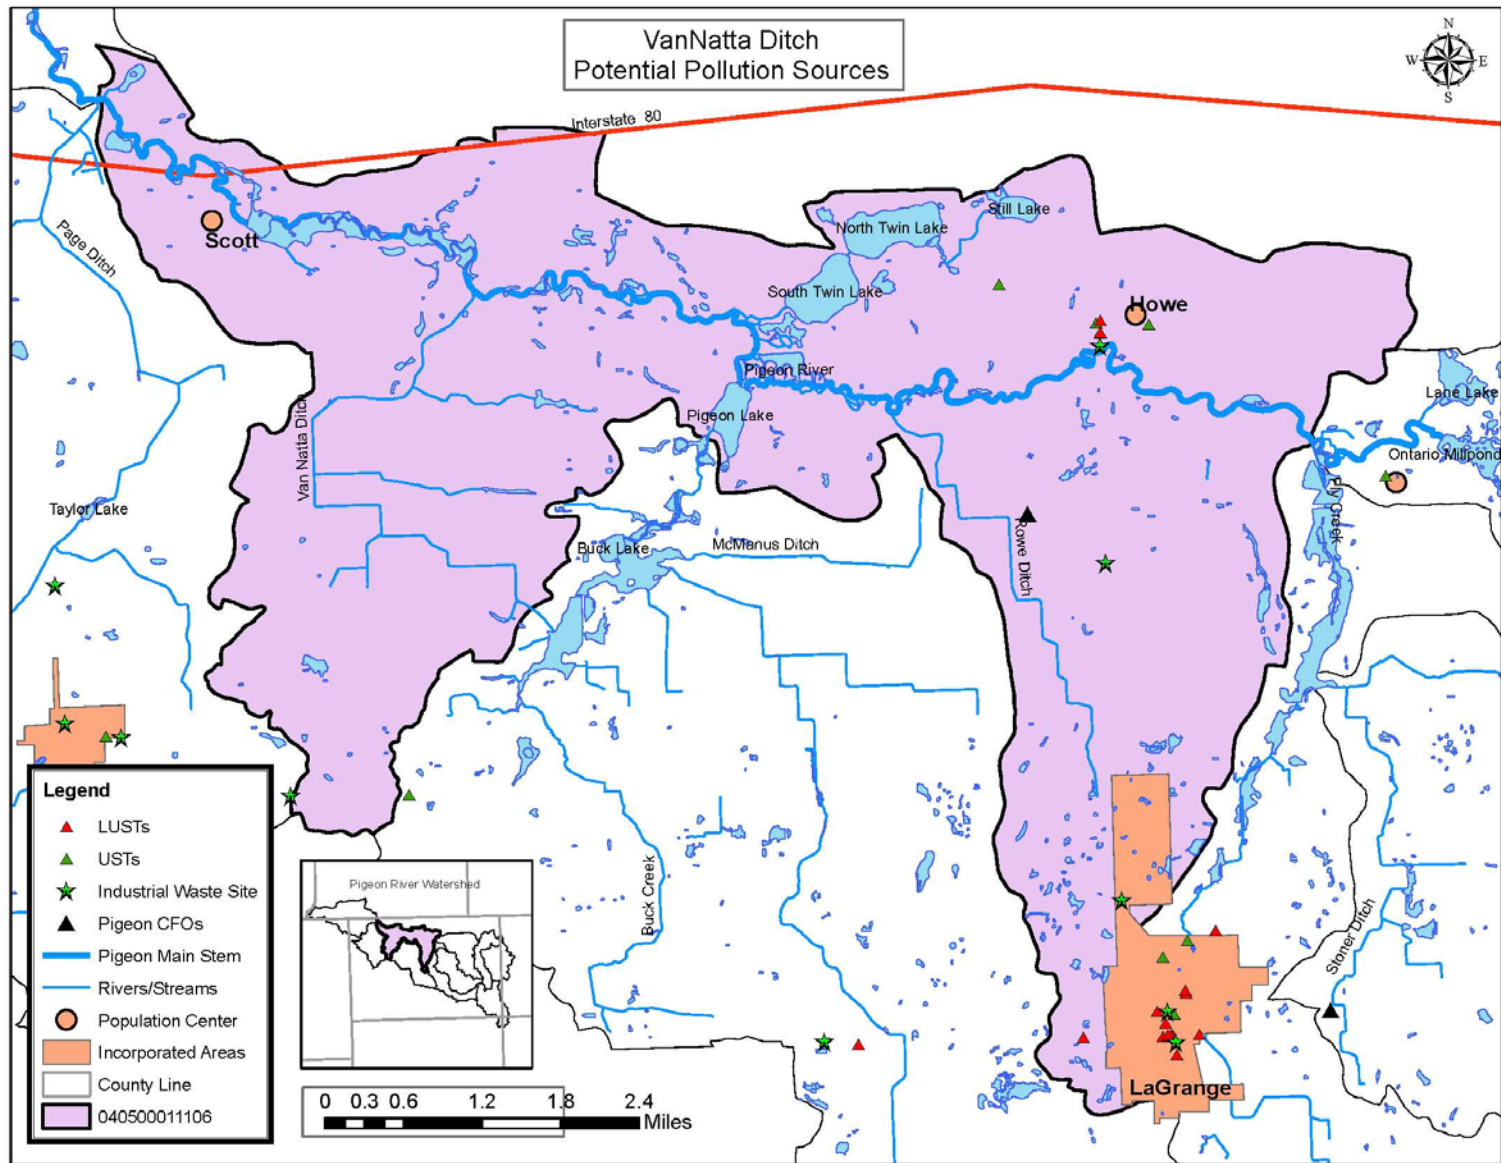 VanNatta Ditch
Potential Pollution Sources
N
W E
S
Interstate 80
Still Lake
North Twin Lake
Scott
Page Ditch
South Twin Lake
Howe
Pigeon River
Lane Lake
Pigeon Lake
Van Natta Ditch
Ontario Millpond
Fly Creek
Taylor Lake
Buck Lake
McManus Ditch
Rowe Ditch
Legend
LUSTs
USTs
Industrial Waste Site
Pigeon CFOs
Pigeon Main Stem
Rivers/Streams
Population Center
Incorporated Areas
County Line
040500011106
Pigeon River Watershed
Buck Creek
Stoner Ditch
LaGrange
0 0.3 0.6 1.2 1.8 2.4
Miles